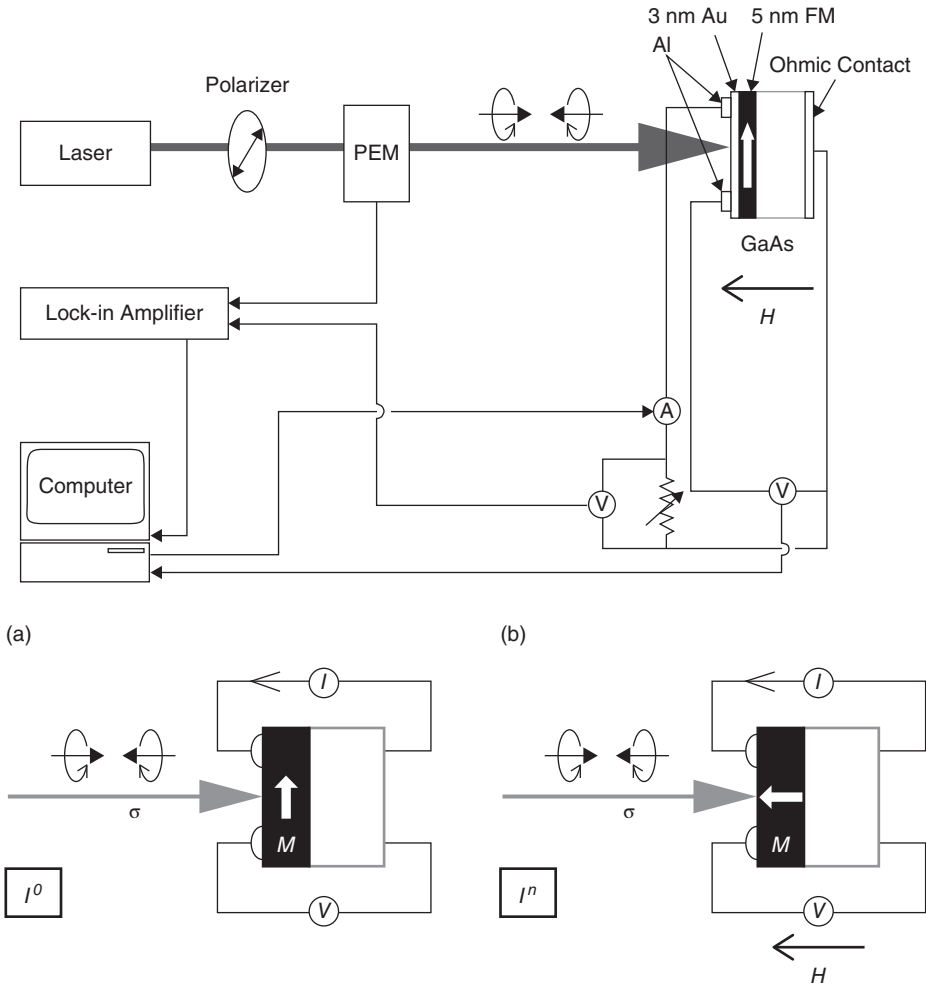 3 nm Au 5 nm FM
Al
Ohmic Contact
Polarizer
Laser
PEM
GaAs
H
Lock-in Amplifier
A
Computer
V
V
(a)
(b)
I
I
σ
σ
M
M
I⁰
Iⁿ
V
V
H